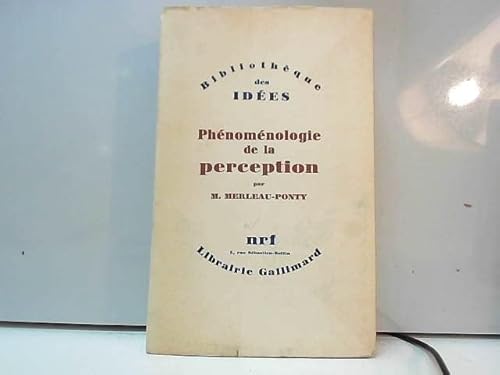 Bibliothèque
des
IDÉES
Phénoménologie
de la
perception
par
M. MERLEAU-PONTY
nrf
5, rue Sébastien-Bottin
Librairie Gallimard